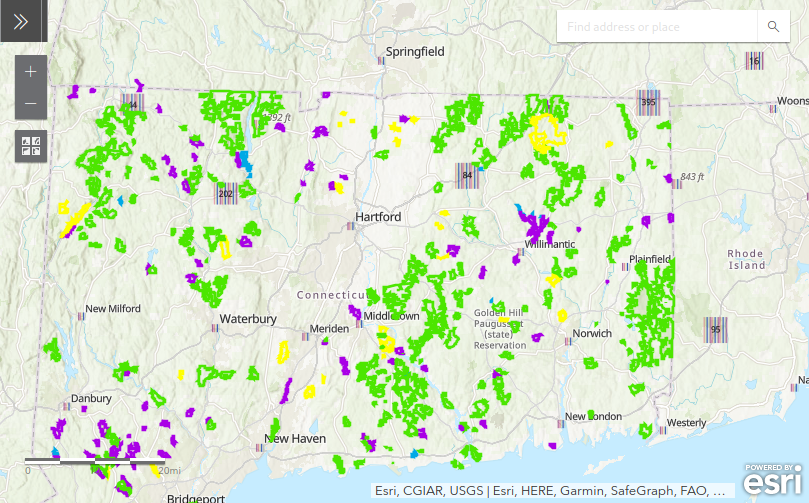 Find address or place
Springfield
16
44
392 ft
395
Woons
84
843 ft
202
Hartford
Willimantic
Plainfield
Rhode
Island
Connecticut
New Milford
Golden Hill
Paugussett
(state)
Reservation
Waterbury
Middletown
Meriden
Norwich
95
Danbury
New London
Westerly
Na
New Haven
0
20mi
Bridgeport
Esri, CGIAR, USGS | Esri, HERE, Garmin, SafeGraph, FAO, …
POWERED BY
esri